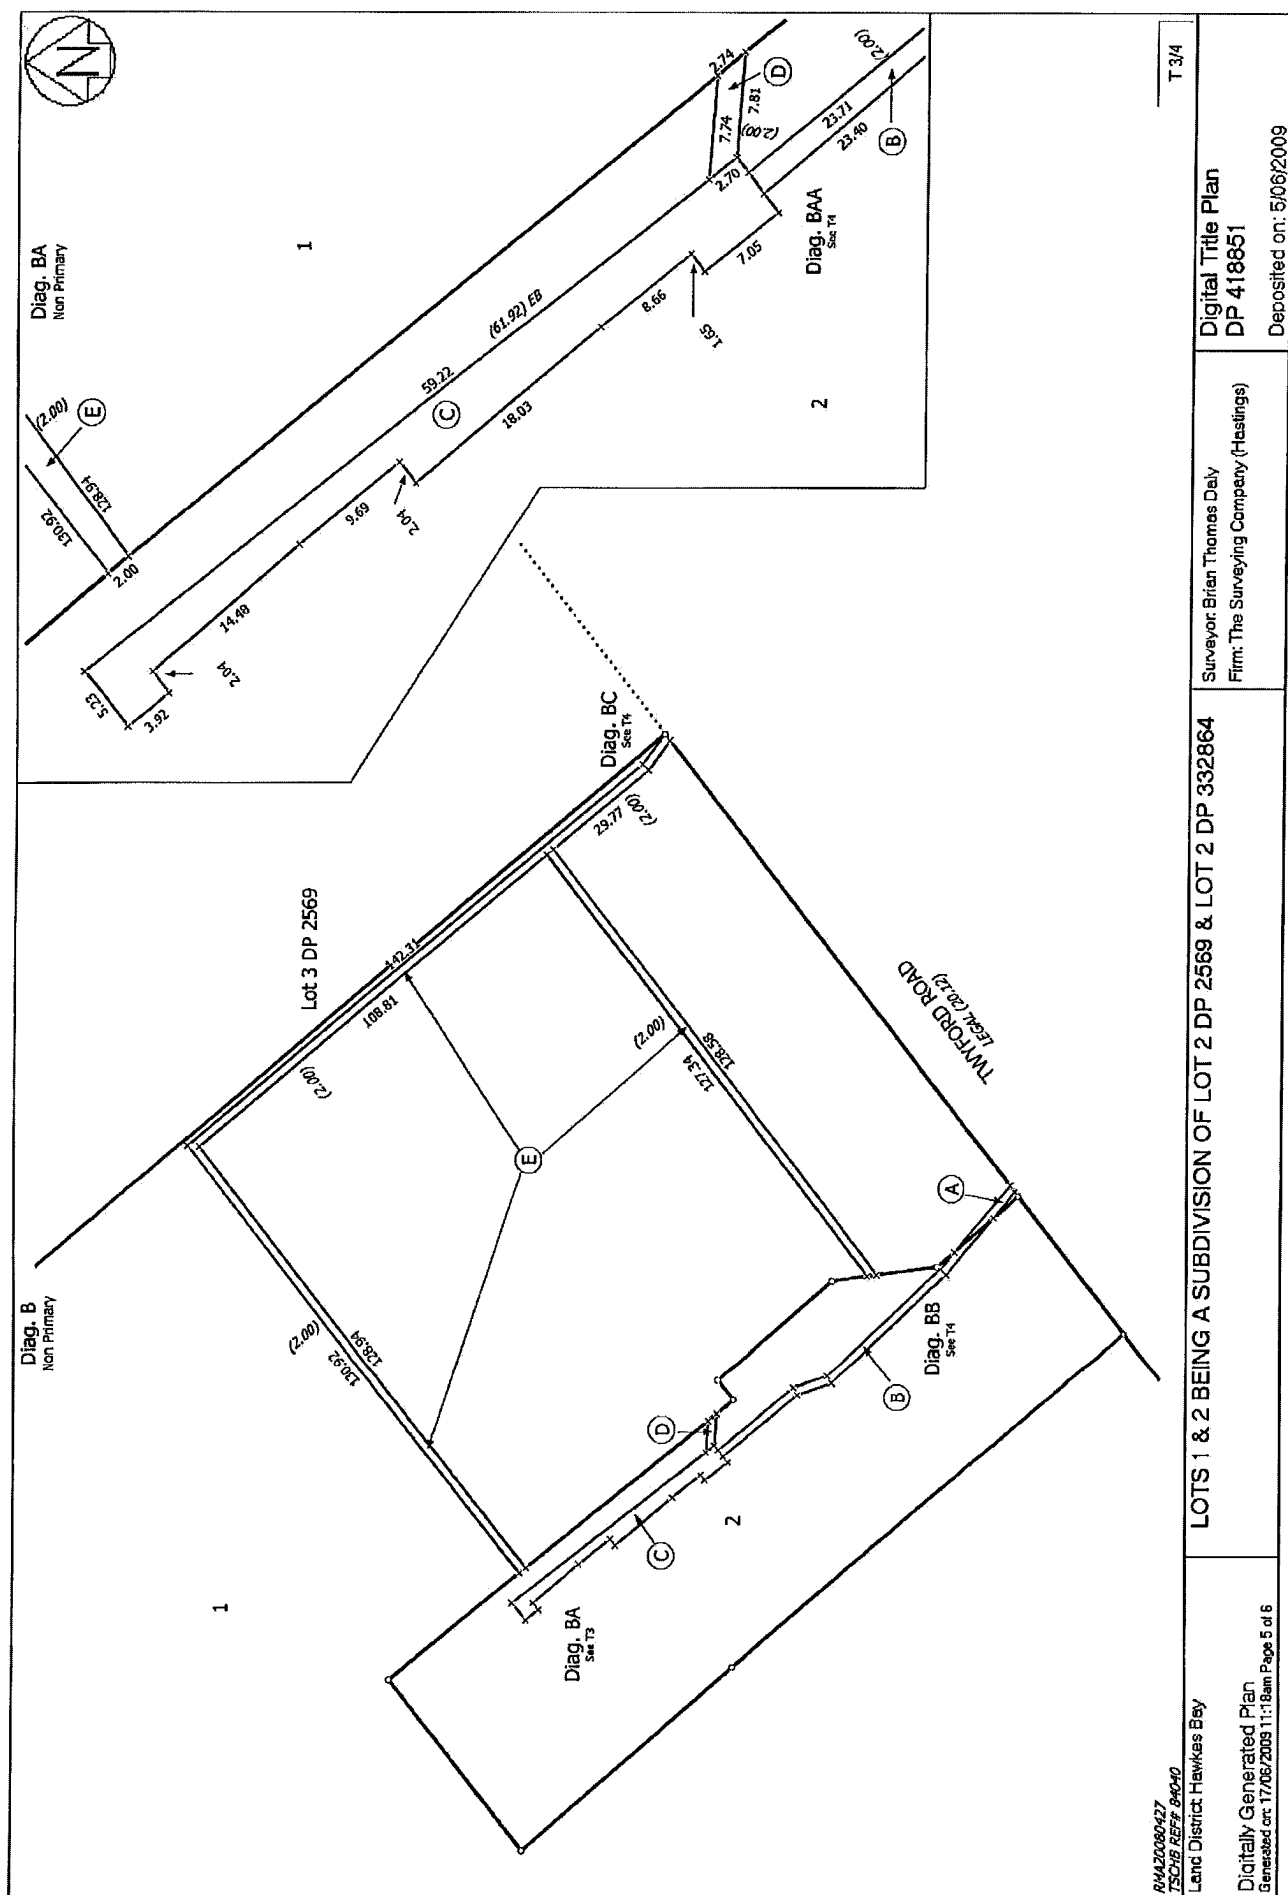 Diag. B
Non Primary
1
Lot 3 DP 2569
130.92
128.94
(2.00)
(2.00)
108.81
142.31
E
(2.00)
127.34
128.58
29.77
(2.00)
Diag. BC
See T4
Diag. BA
See T3
C
D
2
B
Diag. BB
See T4
A
TWYFORD ROAD
LEGAL (20.12)
Diag. BA
Non Primary
N
1
130.92
128.94
(2.00)
E
2.00
5.23
3.92
2.04
14.48
9.69
2.04
C
59.22
(61.92) EB
18.03
8.66
1.65
7.05
2
Diag. BAA
See T4
2.70
7.74
(2.00)
7.81
2.74
D
23.71
23.40
(2.00)
B
T 3/4
RMA20080427
TSCHB REF# 84040
Land District: Hawkes Bay
Digitally Generated Plan
Generated on: 17/06/2009 11:18am Page 5 of 6
LOTS 1 & 2 BEING A SUBDIVISION OF LOT 2 DP 2569 & LOT 2 DP 332864
Surveyor: Brian Thomas Daly
Firm: The Surveying Company (Hastings)
Digital Title Plan
DP 418851
Deposited on: 5/06/2009